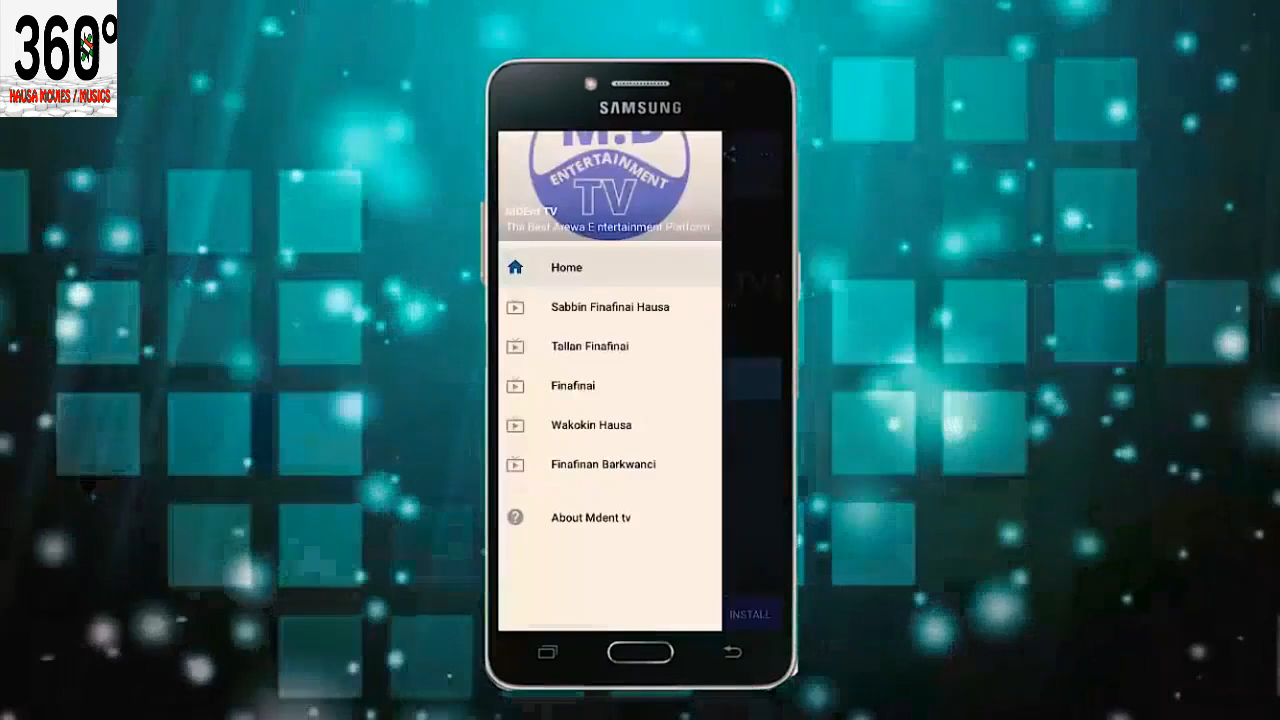 360°
HAUSA MOVIES / MUSICS
SAMSUNG
M.D
ENTERTAINMENT
TV
MDEnt TV
The Best Arewa Entertainment Platform
Home
Sabbin Finafinai Hausa
Tallan Finafinai
Finafinai
Wakokin Hausa
Finafinan Barkwanci
About Mdent tv
INSTALL